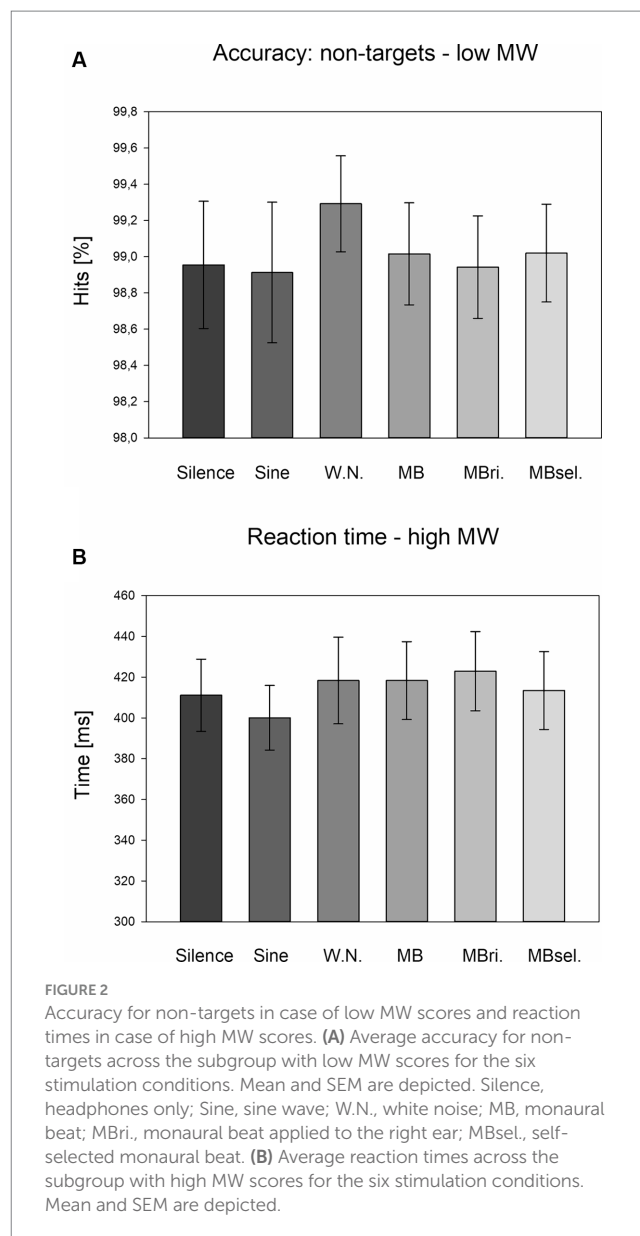 A
Accuracy: non-targets - low MW
Hits [%]
99,8
99,6
99,4
99,2
99,0
98,8
98,6
98,4
98,2
98,0
Silence Sine W.N. MB MBri. MBsel.
B
Reaction time - high MW
Time [ms]
460
440
420
400
380
360
340
320
300
Silence Sine W.N. MB MBri. MBsel.
FIGURE 2
Accuracy for non-targets in case of low MW scores and reaction
times in case of high MW scores. (A) Average accuracy for non-
targets across the subgroup with low MW scores for the six
stimulation conditions. Mean and SEM are depicted. Silence,
headphones only; Sine, sine wave; W.N., white noise; MB, monaural
beat; MBri., monaural beat applied to the right ear; MBsel., self-
selected monaural beat. (B) Average reaction times across the
subgroup with high MW scores for the six stimulation conditions.
Mean and SEM are depicted.